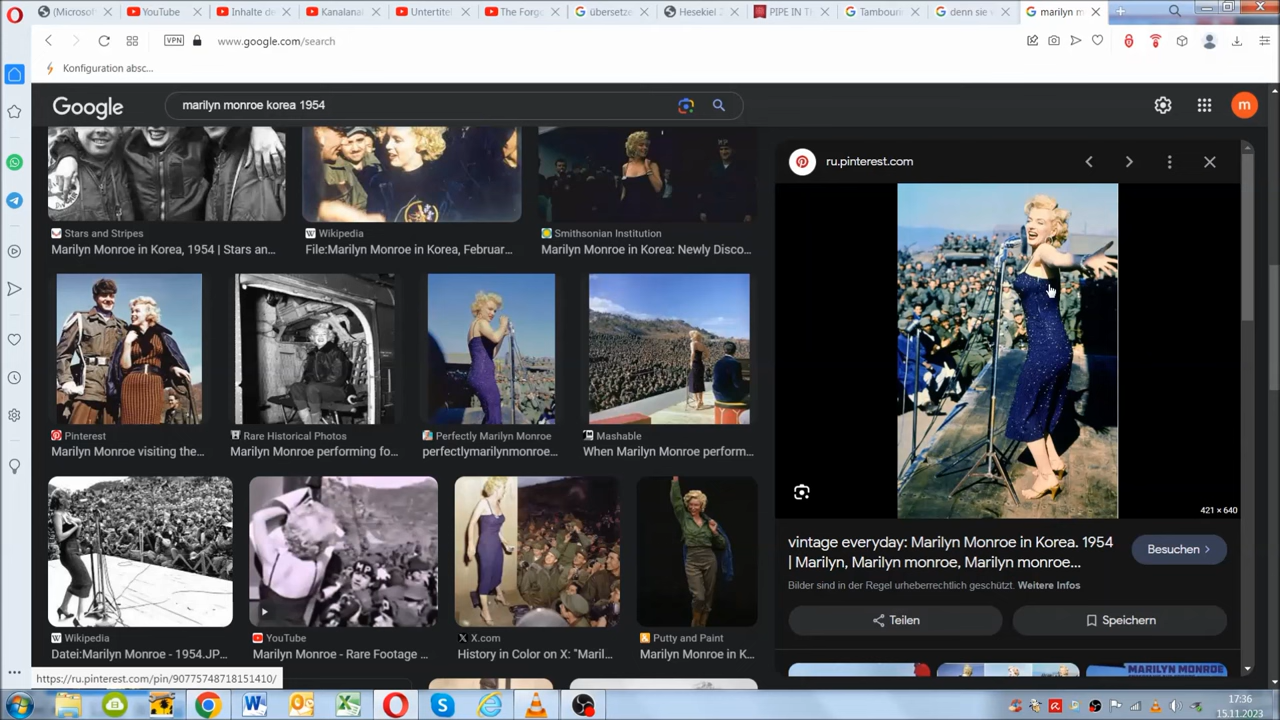 (Microsof
YouTube
Inhalte de
Kanalanal
Untertitel
The Forgo
übersetze
Hesekiel 2
PIPE IN TH
Tambouri
denn sie w
marilyn m
VPN
www.google.com/search
Konfiguration absc...
Google
marilyn monroe korea 1954
m
ru.pinterest.com
Stars and Stripes
Marilyn Monroe in Korea, 1954 | Stars an...
Wikipedia
File:Marilyn Monroe in Korea, Februar...
Smithsonian Institution
Marilyn Monroe in Korea: Newly Disco...
Pinterest
Marilyn Monroe visiting the...
Rare Historical Photos
Marilyn Monroe performing fo...
Perfectly Marilyn Monroe
perfectlymarilynmonroe...
Mashable
When Marilyn Monroe perform...
421 × 640
vintage everyday: Marilyn Monroe in Korea. 1954
| Marilyn, Marilyn monroe, Marilyn monroe...
Besuchen
Bilder sind in der Regel urheberrechtlich geschützt. Weitere Infos
Teilen
Speichern
MP
Wikipedia
Datei:Marilyn Monroe - 1954.JP...
YouTube
Marilyn Monroe - Rare Footage ...
X.com
History in Color on X: "Maril...
Putty and Paint
Marilyn Monroe in K...
MARILYN MONROE
https://ru.pinterest.com/pin/907757487181514​10/
17:36
15.11.2023